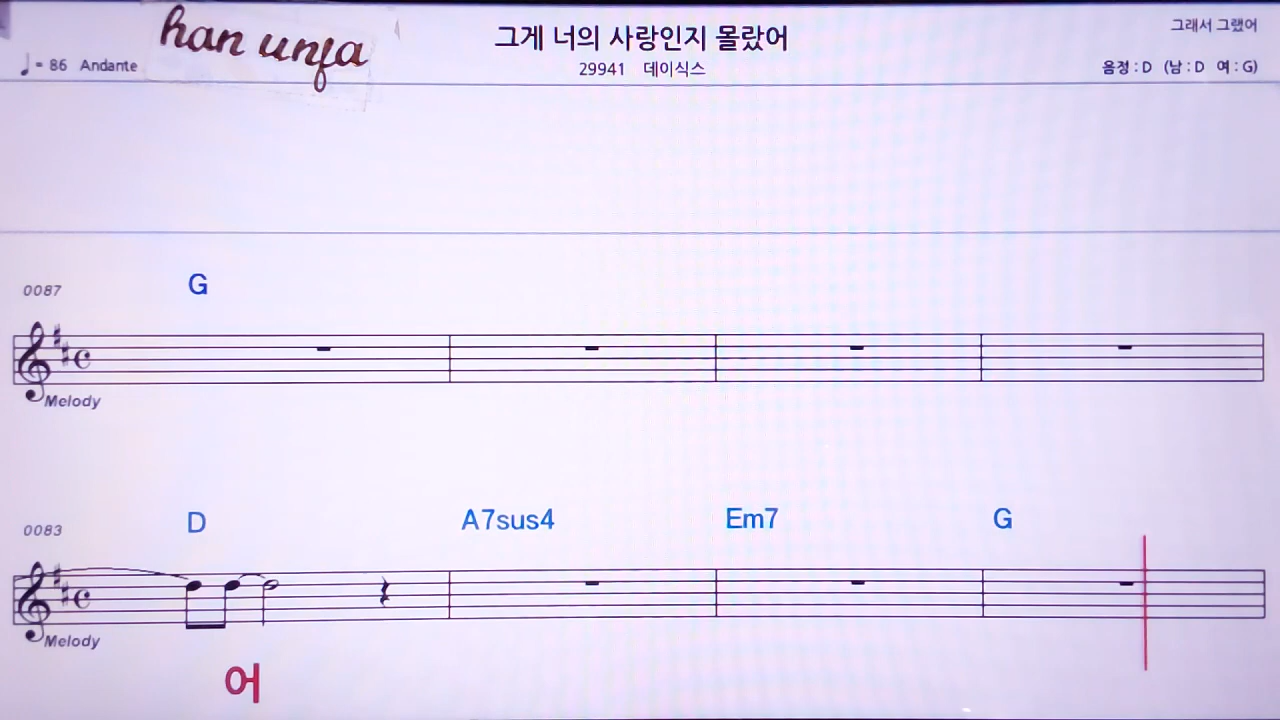 han unfa
그게 너의 사랑인지 몰랐어
그래서 그랬어
♩ = 86 Andante
29941 데이식스
음정 : D (남 : D 여 : G)
0087
G
Melody
0083
D A7sus4 Em7 G
Melody
어